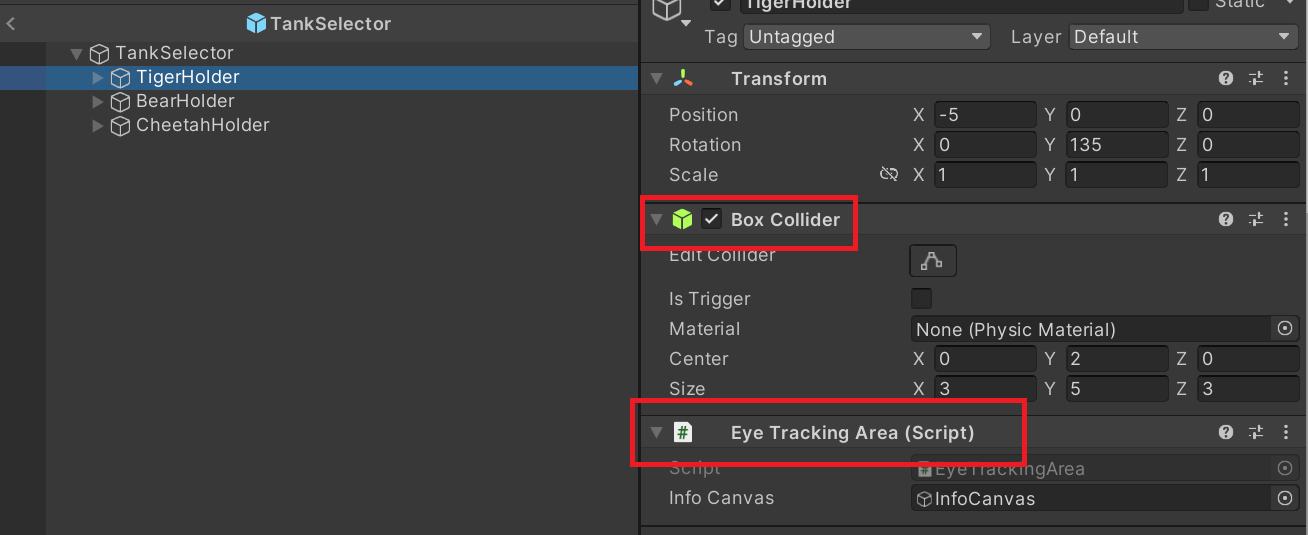 TankSelector
TankSelector
TigerHolder
BearHolder
CheetahHolder
TigerHolder Static
Tag Untagged Layer Default
Transform
Position X -5 Y 0 Z 0
Rotation X 0 Y 135 Z 0
Scale X 1 Y 1 Z 1
Box Collider
Edit Collider
Is Trigger
Material None (Physic Material)
Center X 0 Y 2 Z 0
Size X 3 Y 5 Z 3
# Eye Tracking Area (Script)
Script # EyeTrackingArea
Info Canvas InfoCanvas